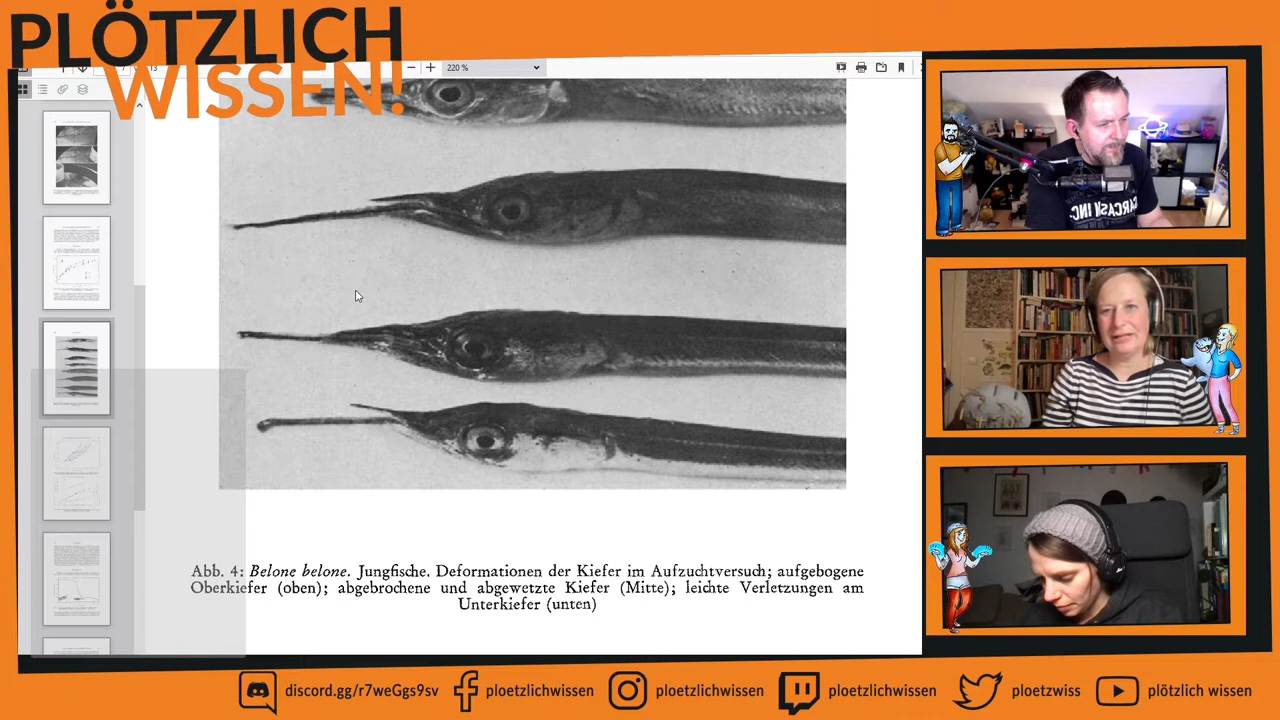 PLÖTZLICH
WISSEN!
220 %
SARCASM INC.
Abb. 4: Belone belone. Jungfische. Deformationen der Kiefer im Aufzuchtversuch; aufgebogene
Oberkiefer (oben); abgebrochene und abgewetzte Kiefer (Mitte); leichte Verletzungen am
Unterkiefer (unten)
discord.gg/r7weGgs9sv
ploetzlichwissen
ploetzlichwissen
ploetzlichwissen
ploetzwiss
plötzlich wissen